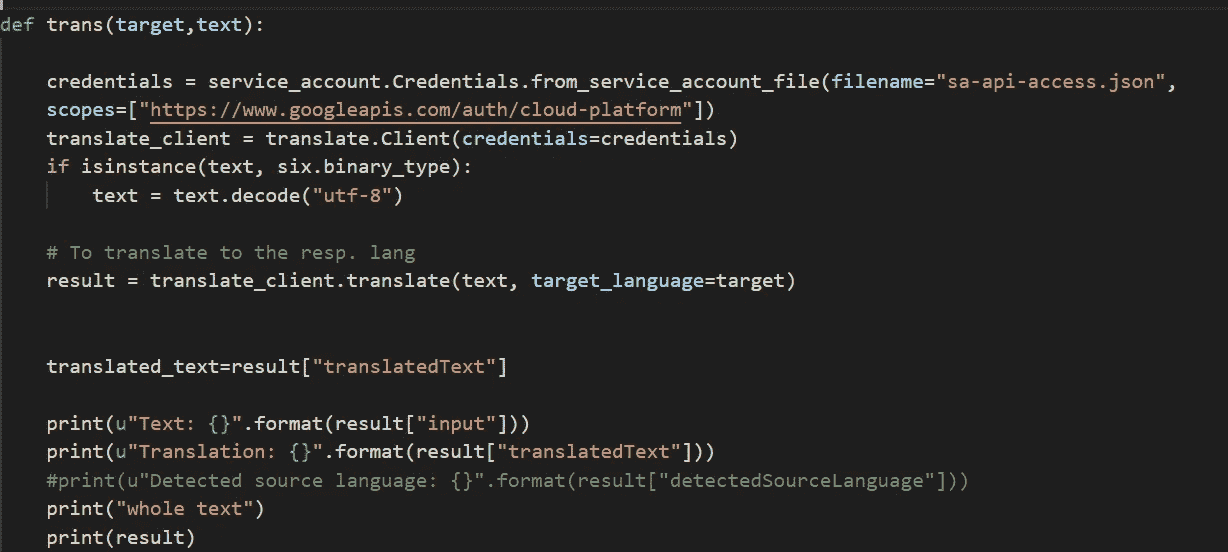 def trans(target,text):
credentials = service_account.Credentials.from_service_account_file(filename="sa-api-access.json",
scopes=["https://www.googleapis.com/auth/cloud-platform"])
translate_client = translate.Client(credentials=credentials)
if isinstance(text, six.binary_type):
text = text.decode("utf-8")
# To translate to the resp. lang
result = translate_client.translate(text, target_language=target)
translated_text=result["translatedText"]
print(u"Text: {}".format(result["input"]))
print(u"Translation: {}".format(result["translatedText"]))
#print(u"Detected source language: {}".format(result["detectedSourceLanguage"]))
print("whole text")
print(result)